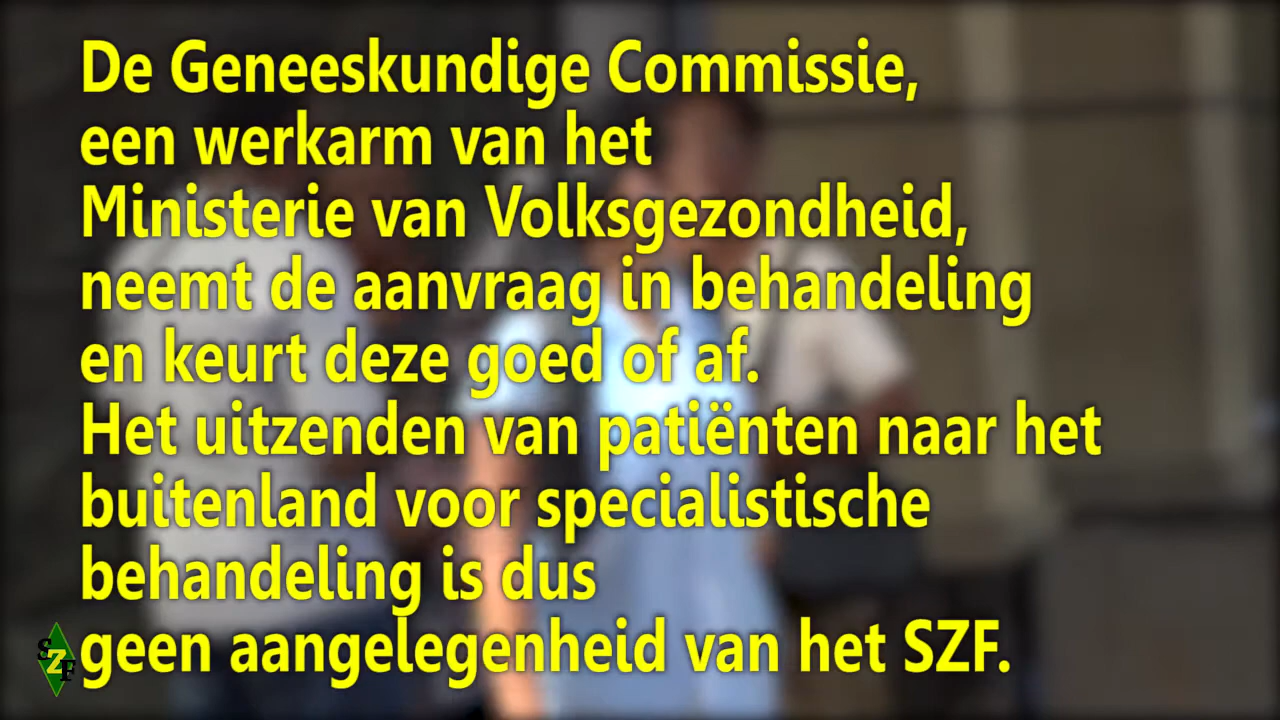 De Geneeskundige Commissie,
een werkarm van het
Ministerie van Volksgezondheid,
neemt de aanvraag in behandeling
en keurt deze goed of af.
Het uitzenden van patiënten naar het
buitenland voor specialistische
behandeling is dus
geen aangelegenheid van het SZF.
SZF